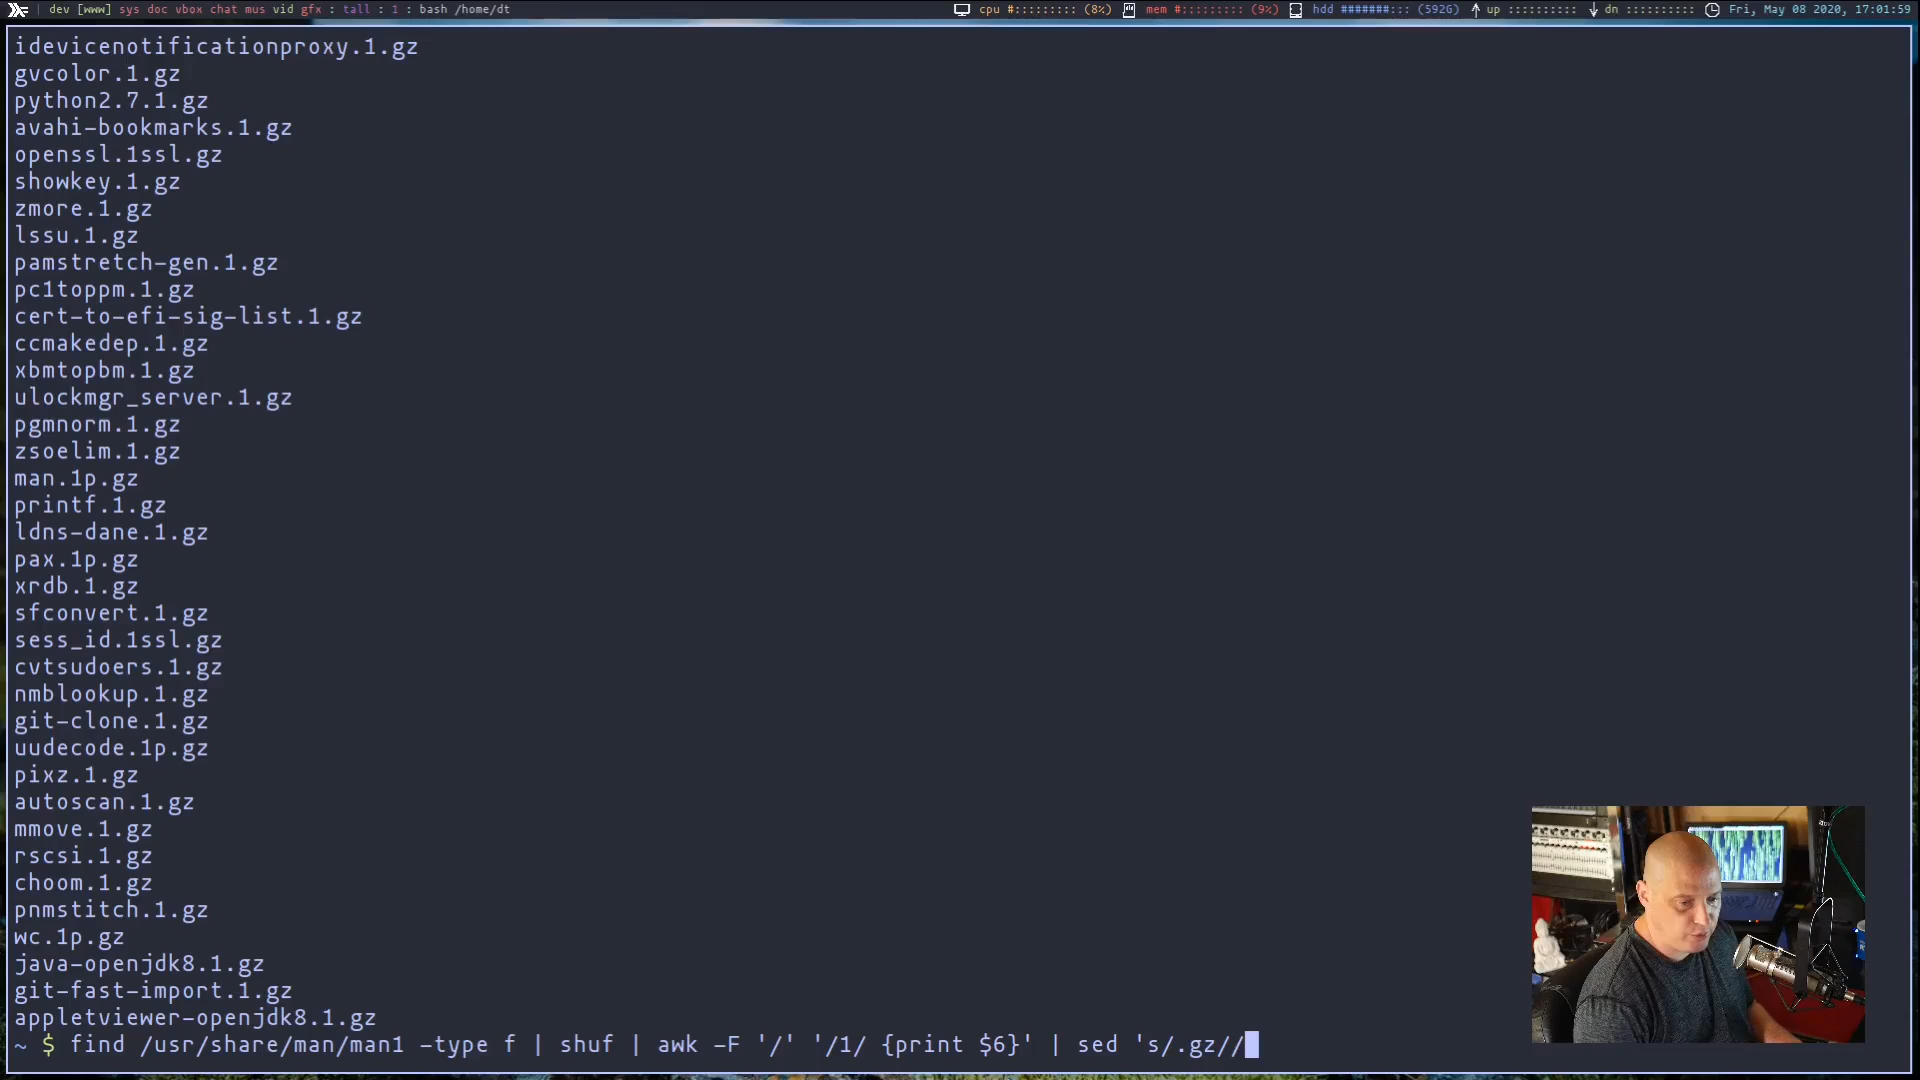 dev [www] sys doc vbox chat mus vid gfx : tall : 1 : bash /home/dt
cpu #::::::::: (8%) mem #::::::::: (9%) hdd #######::: (592G) up :::::::::: dn :::::::::: Fri, May 08 2020, 17:01:59
idevicenotificationproxy.1.gz
gvcolor.1.gz
python2.7.1.gz
avahi-bookmarks.1.gz
openssl.1ssl.gz
showkey.1.gz
zmore.1.gz
lssu.1.gz
pamstretch-gen.1.gz
pc1toppm.1.gz
cert-to-efi-sig-list.1.gz
ccmakedep.1.gz
xbmtopbm.1.gz
ulockmgr_server.1.gz
pgmnorm.1.gz
zsoelim.1.gz
man.1p.gz
printf.1.gz
ldns-dane.1.gz
pax.1p.gz
xrdb.1.gz
sfconvert.1.gz
sess_id.1ssl.gz
cvtsudoers.1.gz
nmblookup.1.gz
git-clone.1.gz
uudecode.1p.gz
pixz.1.gz
autoscan.1.gz
mmove.1.gz
rscsi.1.gz
choom.1.gz
pnmstitch.1.gz
wc.1p.gz
java-openjdk8.1.gz
git-fast-import.1.gz
appletviewer-openjdk8.1.gz
~ $ find /usr/share/man/man1 -type f | shuf | awk -F '/' '/1/ {print $6}' | sed 's/.gz//